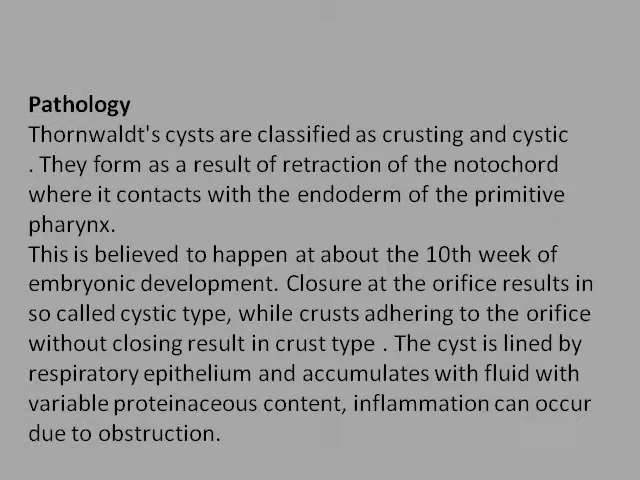 Pathology
Thornwaldt's cysts are classified as crusting and cystic
. They form as a result of retraction of the notochord
where it contacts with the endoderm of the primitive
pharynx.
This is believed to happen at about the 10th week of
embryonic development. Closure at the orifice results in
so called cystic type, while crusts adhering to the orifice
without closing result in crust type . The cyst is lined by
respiratory epithelium and accumulates with fluid with
variable proteinaceous content, inflammation can occur
due to obstruction.